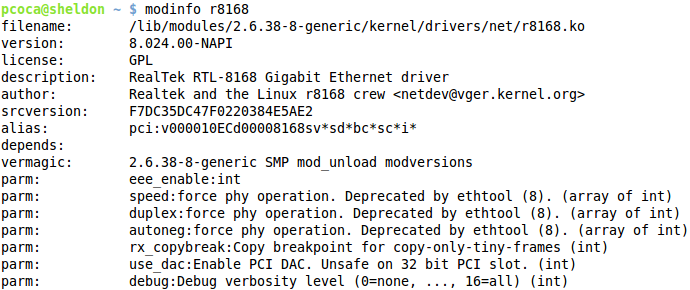 pcoca@sheldon ~ $ modinfo r8168
filename:       /lib/modules/2.6.38-8-generic/kernel/drivers/net/r8168.ko
version:        8.024.00-NAPI
license:        GPL
description:    RealTek RTL-8168 Gigabit Ethernet driver
author:         Realtek and the Linux r8168 crew <netdev@vger.kernel.org>
srcversion:     F7DC35DC47F0220384E5AE2
alias:          pci:v000010ECd00008168sv*sd*bc*sc*i*
depends:
vermagic:       2.6.38-8-generic SMP mod_unload modversions
parm:           eee_enable:int
parm:           speed:force phy operation. Deprecated by ethtool (8). (array of int)
parm:           duplex:force phy operation. Deprecated by ethtool (8). (array of int)
parm:           autoneg:force phy operation. Deprecated by ethtool (8). (array of int)
parm:           rx_copybreak:Copy breakpoint for copy-only-tiny-frames (int)
parm:           use_dac:Enable PCI DAC. Unsafe on 32 bit PCI slot. (int)
parm:           debug:Debug verbosity level (0=none, ..., 16=all) (int)